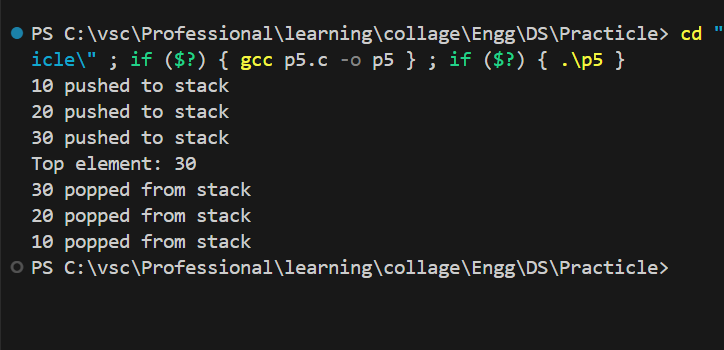 PS C:\vsc\Professional\learning\collage\Engg\DS\Practicle> cd "
icle\" ; if ($?) { gcc p5.c -o p5 } ; if ($?) { .\p5 }
10 pushed to stack
20 pushed to stack
30 pushed to stack
Top element: 30
30 popped from stack
20 popped from stack
10 popped from stack
PS C:\vsc\Professional\learning\collage\Engg\DS\Practicle>